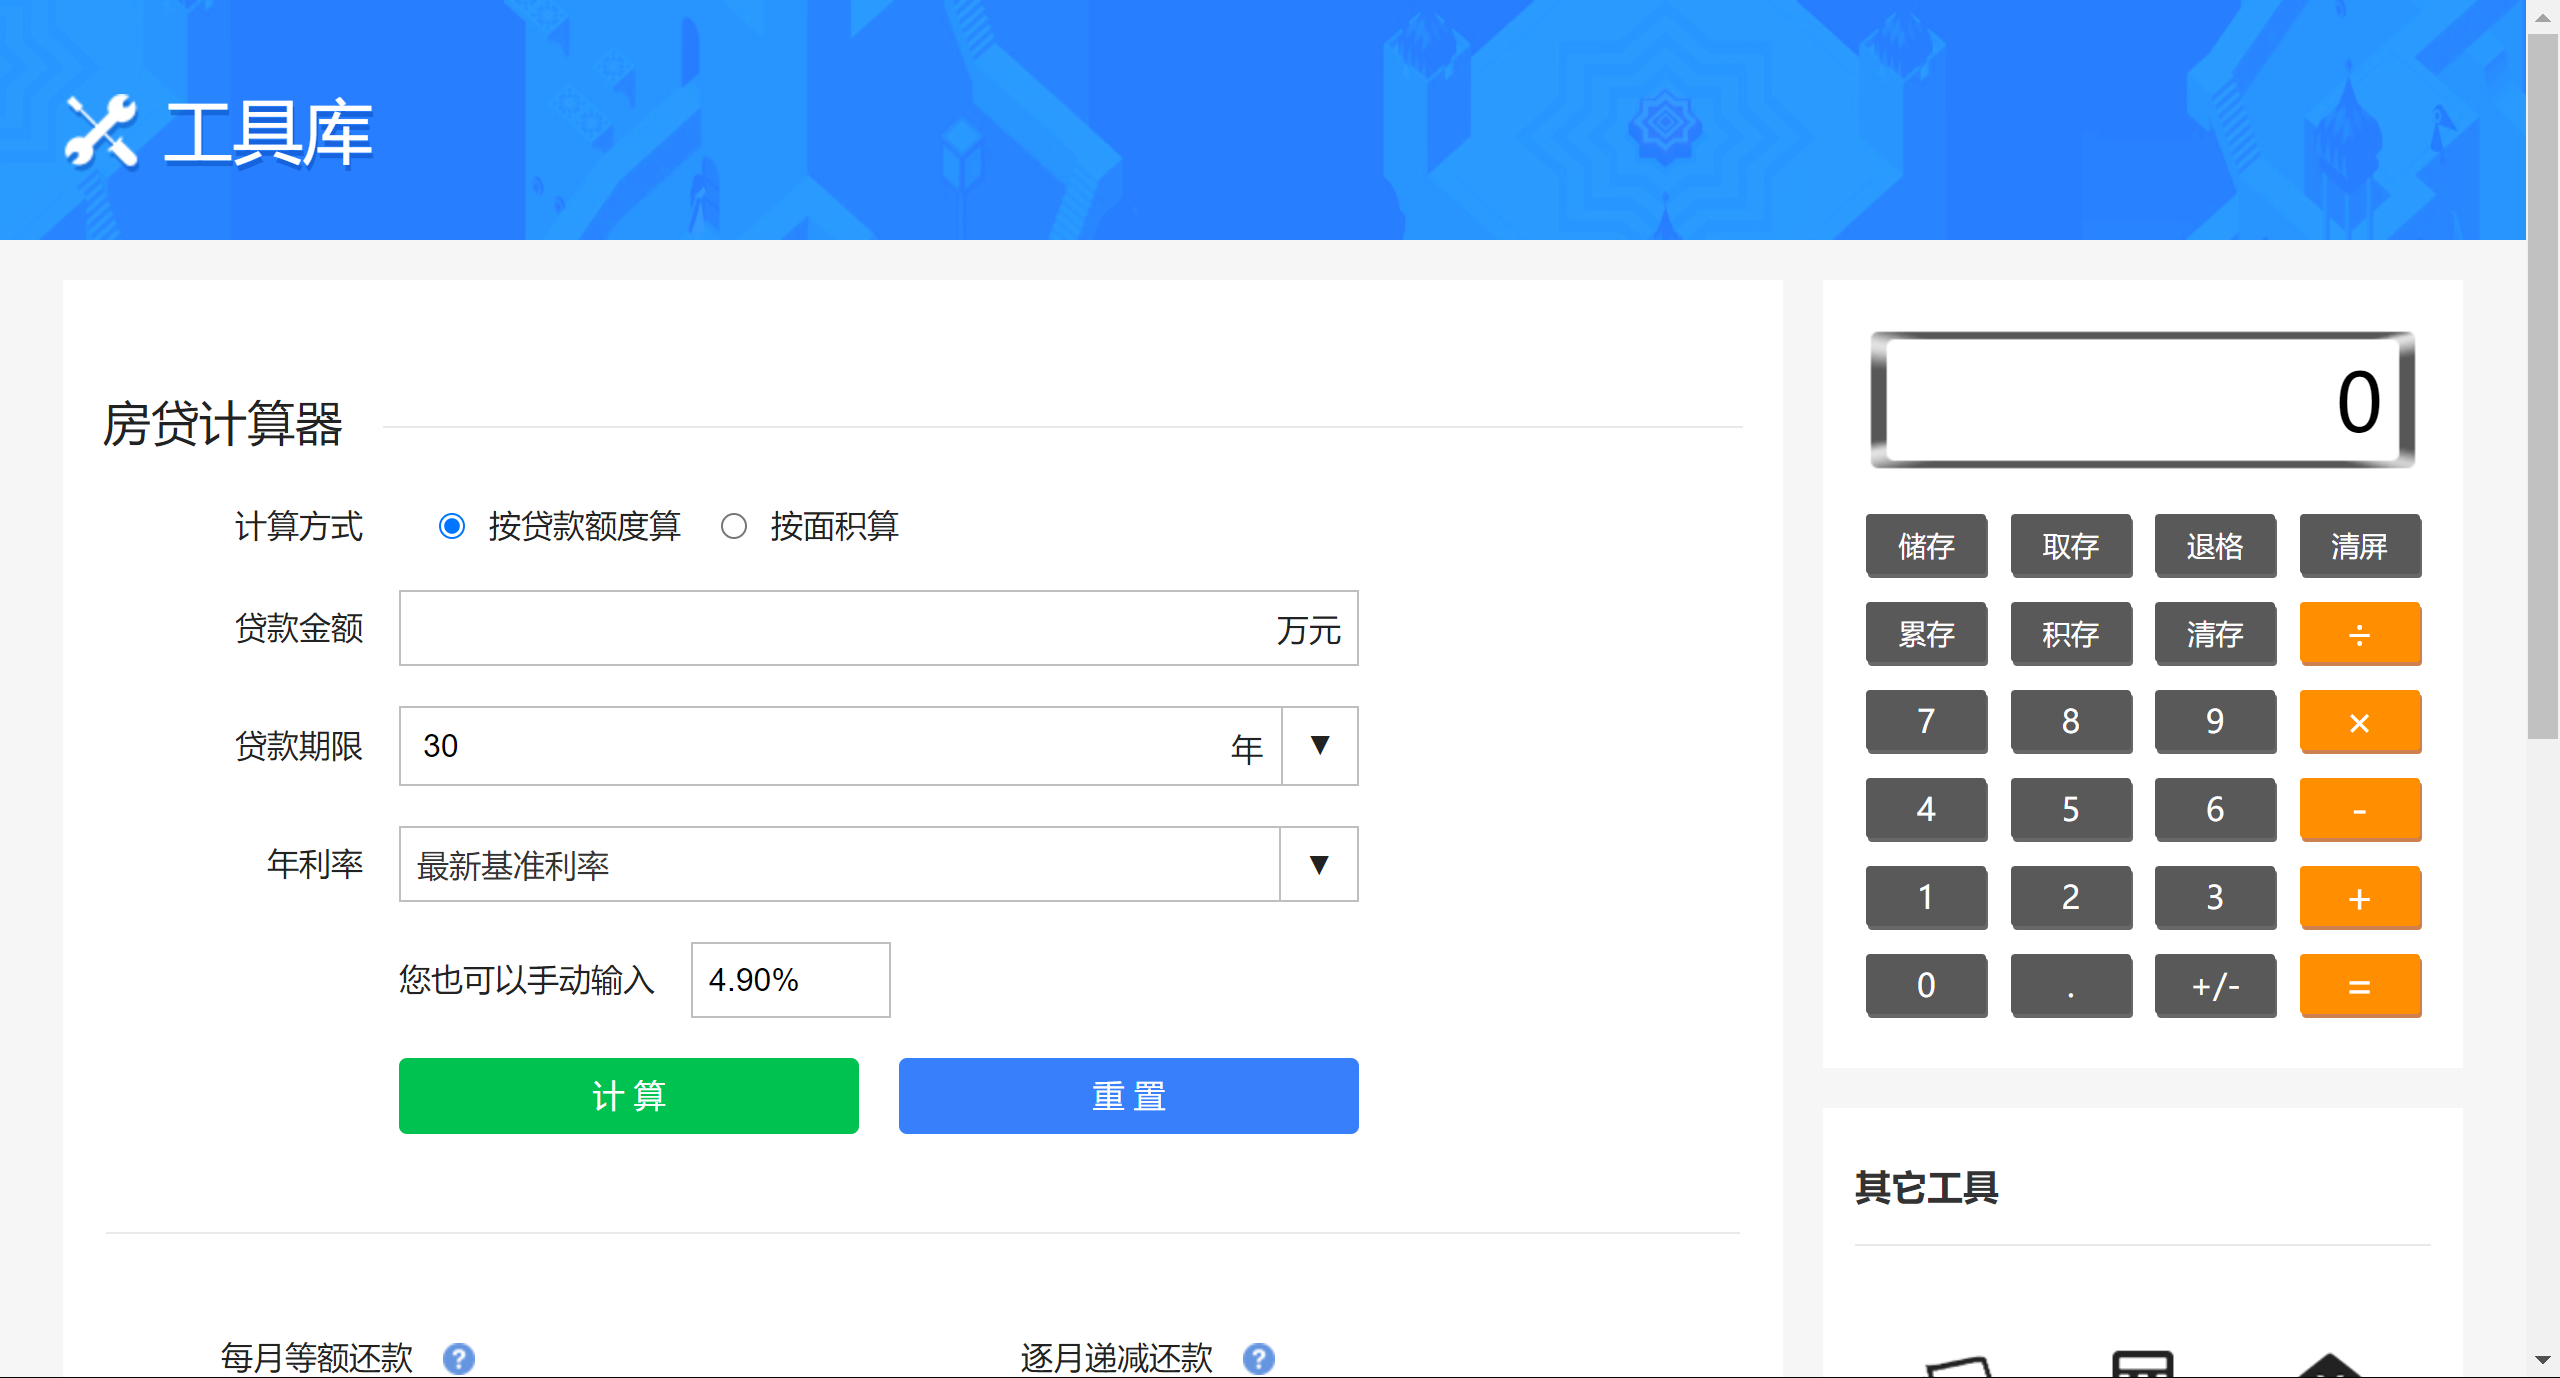 工具库
房贷计算器
计算方式 按贷款额度算 按面积算
贷款金额 万元
贷款期限 30 年 ▼
年利率 最新基准利率 ▼
您也可以手动输入 4.90%
计 算 重 置
每月等额还款 ?
逐月递减还款 ?
0
储存 取存 退格 清屏
累存 积存 清存 ÷
7 8 9 ×
4 5 6 -
1 2 3 +
0 . +/- =
其它工具